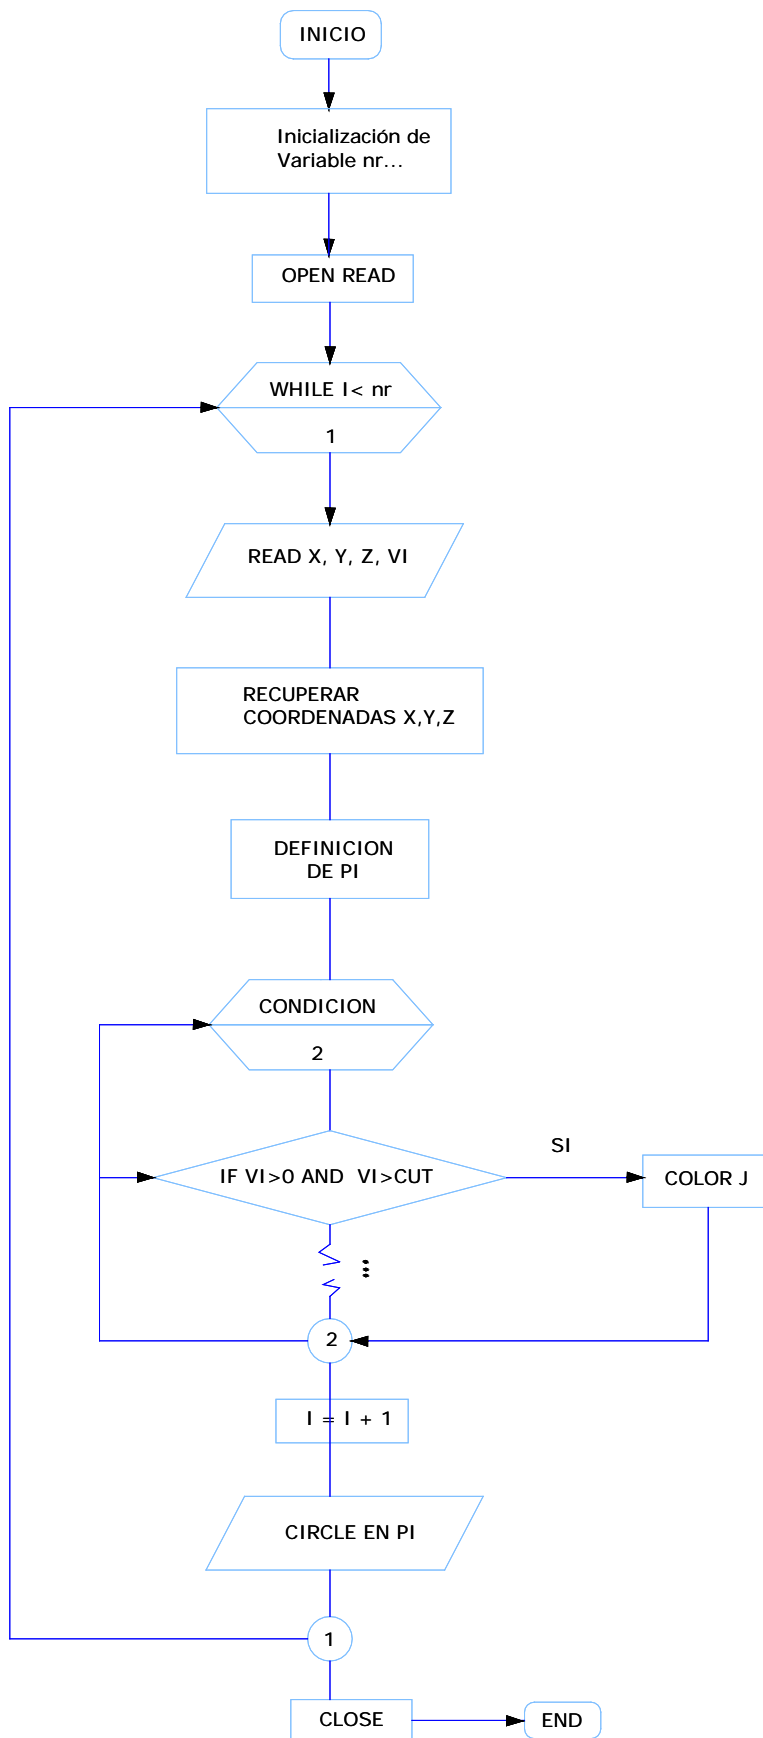 INICIO
Inicialización de
Variable nr...
OPEN READ
WHILE I< nr
1
READ X, Y, Z, VI
RECUPERAR
COORDENADAS X,Y,Z
DEFINICION
DE PI
CONDICION
2
SI
IF VI>0 AND VI>CUT
COLOR J
...
2
I = I + 1
CIRCLE EN PI
1
CLOSE
END